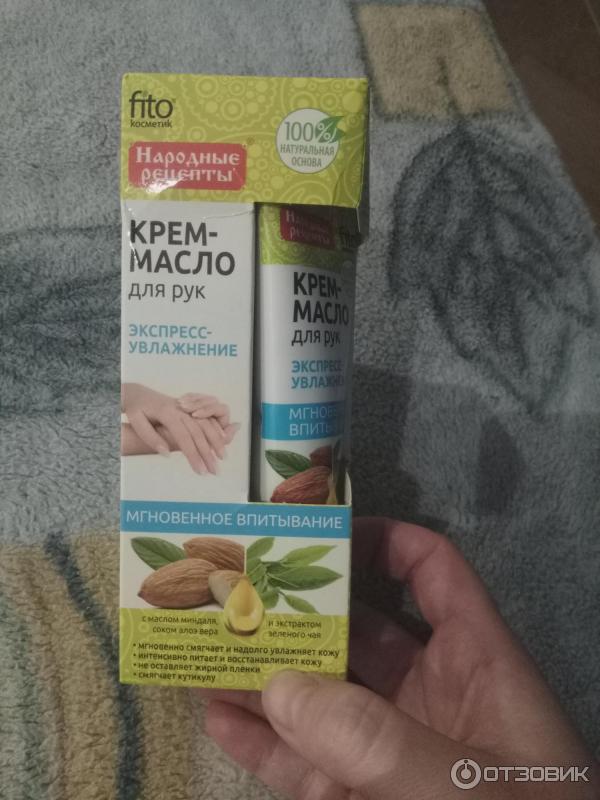 fito
косметик
100%
НАТУРАЛЬНАЯ
ОСНОВА
Народные
рецепты
КРЕМ-
МАСЛО
для рук
ЭКСПРЕСС-
УВЛАЖНЕНИЕ
Народные
рецепты
КРЕМ-
МАСЛО
для рук
МГНОВЕННОЕ ВПИТЫВАНИЕ
с маслом миндаля,
соком алоэ вера
и экстрактом
зеленого чая
• мгновенно смягчает и надолго увлажняет кожу
• интенсивно питает и восстанавливает кожу
• не оставляет жирной пленки
• смягчает кутикулу
ОТЗОВИК